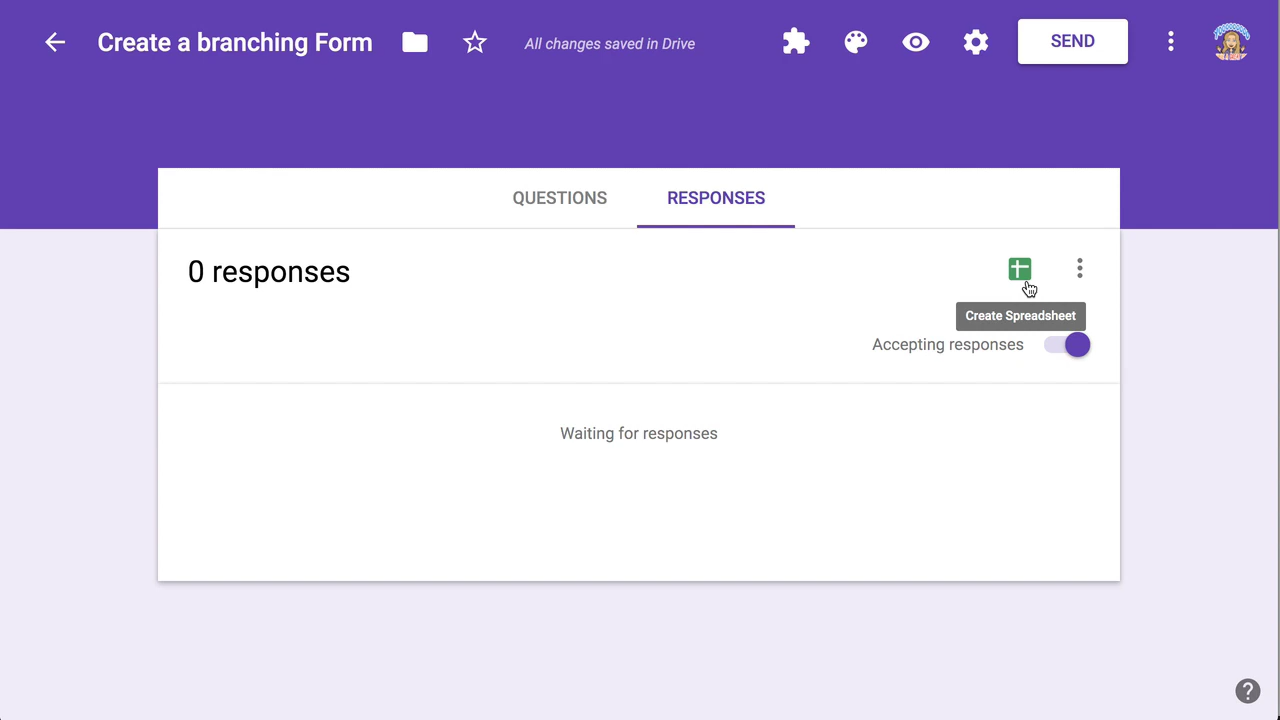 Create a branching Form
All changes saved in Drive
SEND
QUESTIONS
RESPONSES
0 responses
Create Spreadsheet
Accepting responses
Waiting for responses